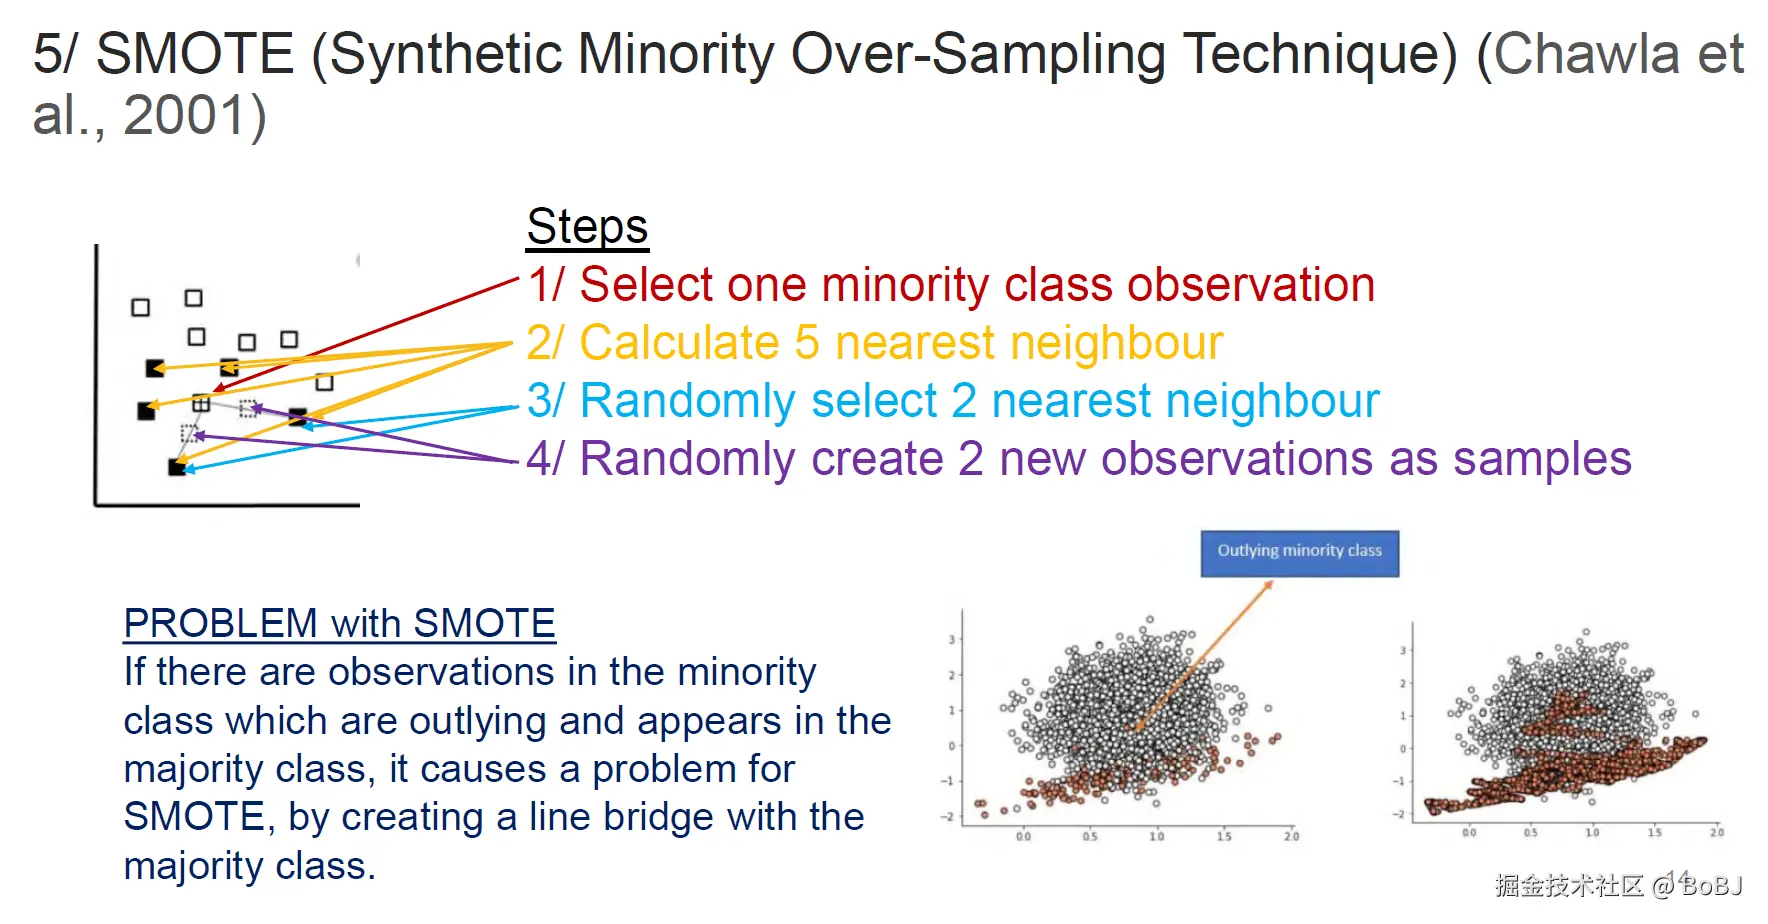 5/ SMOTE (Synthetic Minority Over-Sampling Technique) (Chawla et
al., 2001)
Steps
1/ Select one minority class observation
2/ Calculate 5 nearest neighbour
3/ Randomly select 2 nearest neighbour
4/ Randomly create 2 new observations as samples
PROBLEM with SMOTE
If there are observations in the minority
class which are outlying and appears in the
majority class, it causes a problem for
SMOTE, by creating a line bridge with the
majority class.
Outlying minority class
3
2
1
0
−1
−2
0.0 0.5 1.0 1.5 2.0
3
2
1
0
−1
−2
0.0 0.5 1.0 1.5 2.0
14
掘金技术社区 @ BoBJ